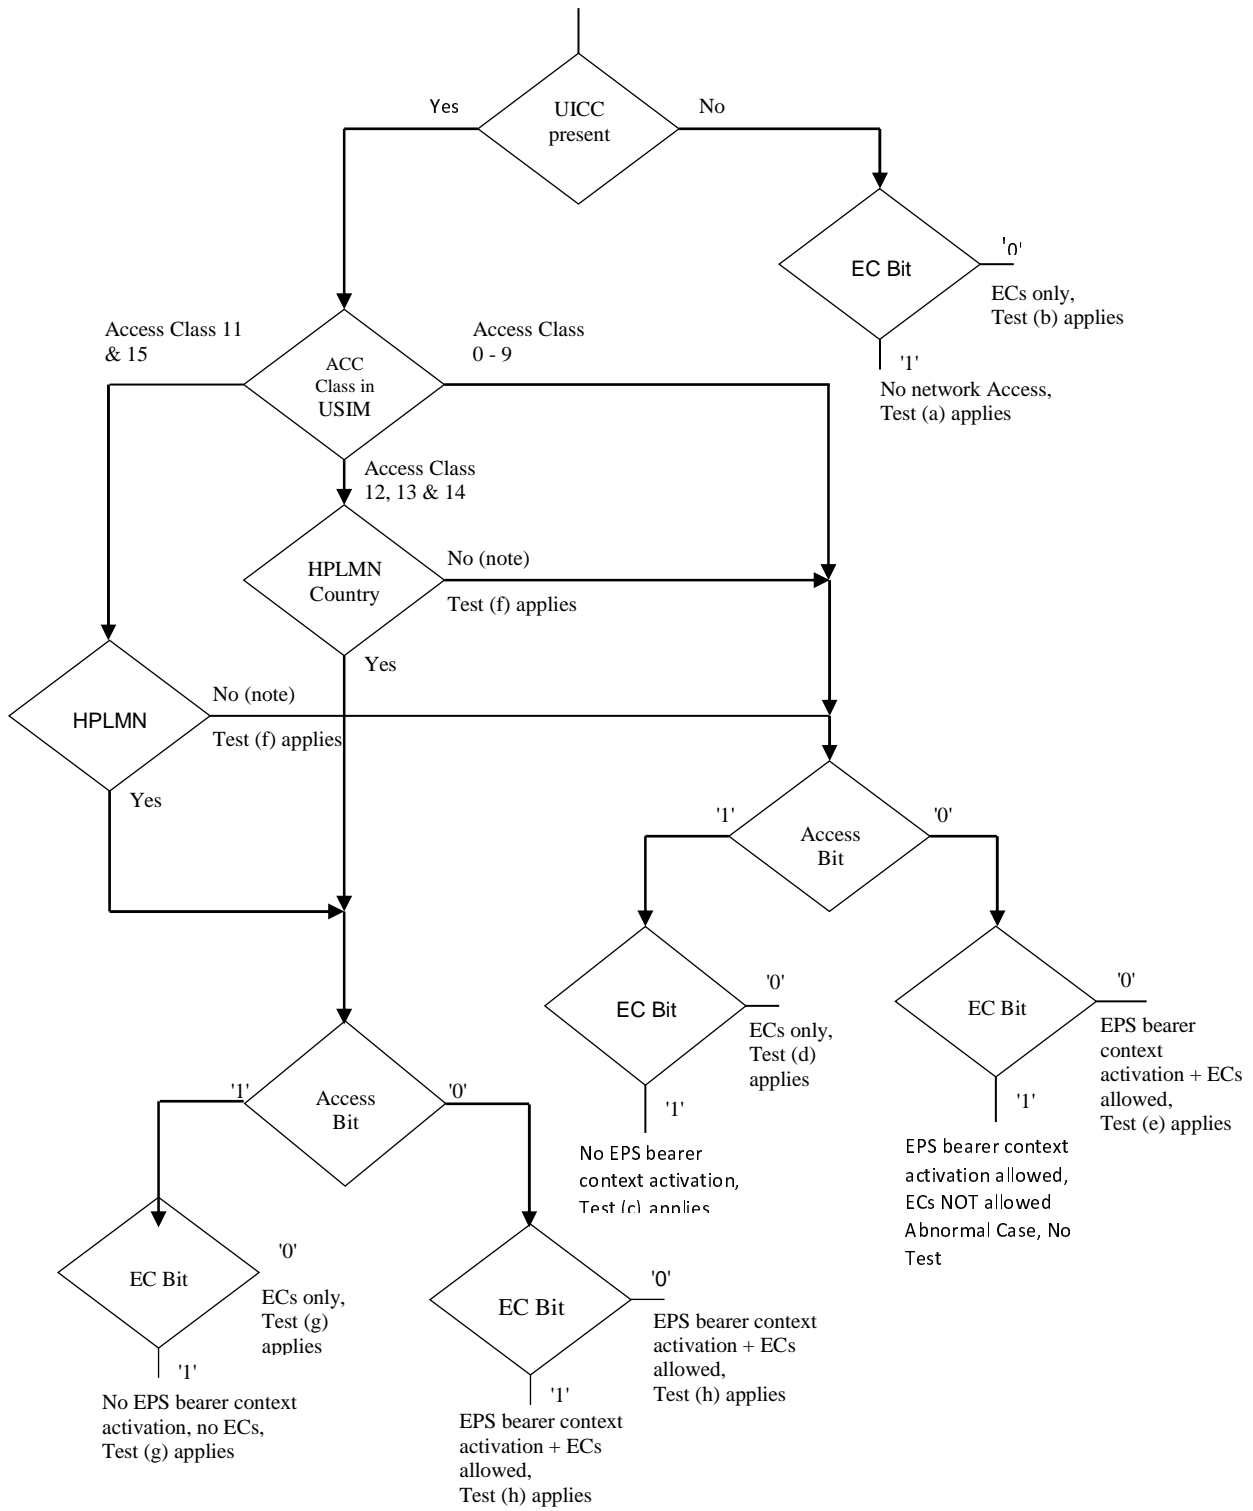 UICC
present
Yes
No
EC Bit
'0'
ECs only,
Test (b) applies
'1'
No network Access,
Test (a) applies
Access Class 11
& 15
Access Class
0 - 9
ACC
Class in
USIM
Access Class
12, 13 & 14
HPLMN
Country
No (note)
Test (f) applies
Yes
HPLMN
No (note)
Test (f) applies
Yes
'1'
'0'
Access
Bit
EC Bit
'0'
ECs only,
Test (d)
applies
'1'
No EPS bearer
context activation,
Test (c) applies
EC Bit
'0'
EPS bearer
context
activation + ECs
allowed,
Test (e) applies
'1'
EPS bearer context
activation allowed,
ECs NOT allowed
Abnormal Case, No
Test
'1'
'0'
Access
Bit
EC Bit
'0'
ECs only,
Test (g)
applies
'1'
No EPS bearer context
activation, no ECs,
Test (g) applies
EC Bit
'0'
EPS bearer context
activation + ECs
allowed,
Test (h) applies
'1'
EPS bearer context
activation + ECs
allowed,
Test (h) applies